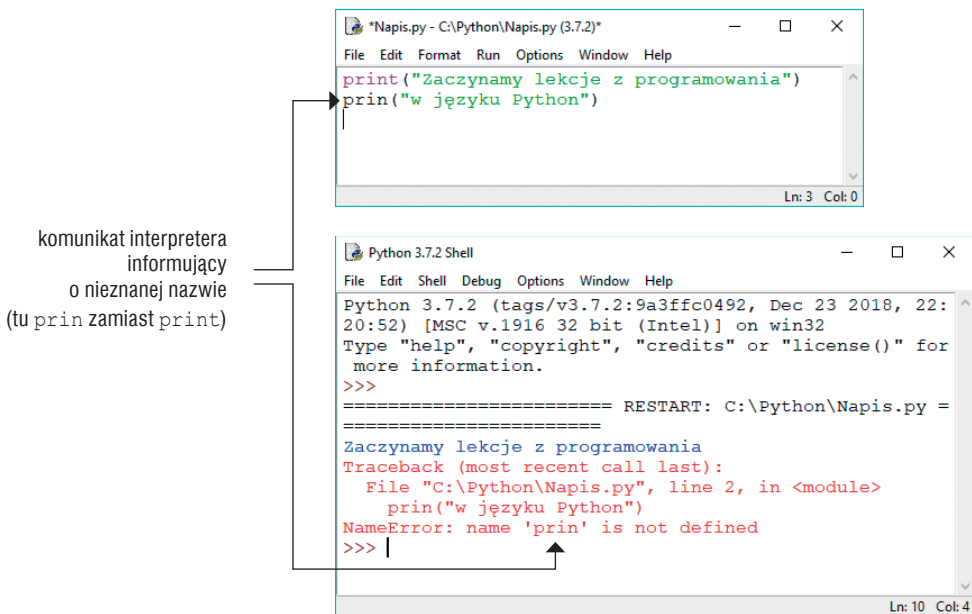 *Napis.py - C:\Python\Napis.py (3.7.2)*
File Edit Format Run Options Window Help
print("Zaczynamy lekcje z programowania")
prin("w języku Python")
Ln: 3 Col: 0
komunikat interpretera
informujący
o nieznanej nazwie
(tu prin zamiast print)
Python 3.7.2 Shell
File Edit Shell Debug Options Window Help
Python 3.7.2 (tags/v3.7.2:9a3ffc0492, Dec 23 2018, 22:
20:52) [MSC v.1916 32 bit (Intel)] on win32
Type "help", "copyright", "credits" or "license()" for
more information.
>>>
======================== RESTART: C:\Python\Napis.py =
=======================
Zaczynamy lekcje z programowania
Traceback (most recent call last):
File "C:\Python\Napis.py", line 2, in <module>
prin("w języku Python")
NameError: name 'prin' is not defined
>>>
Ln: 10 Col: 4